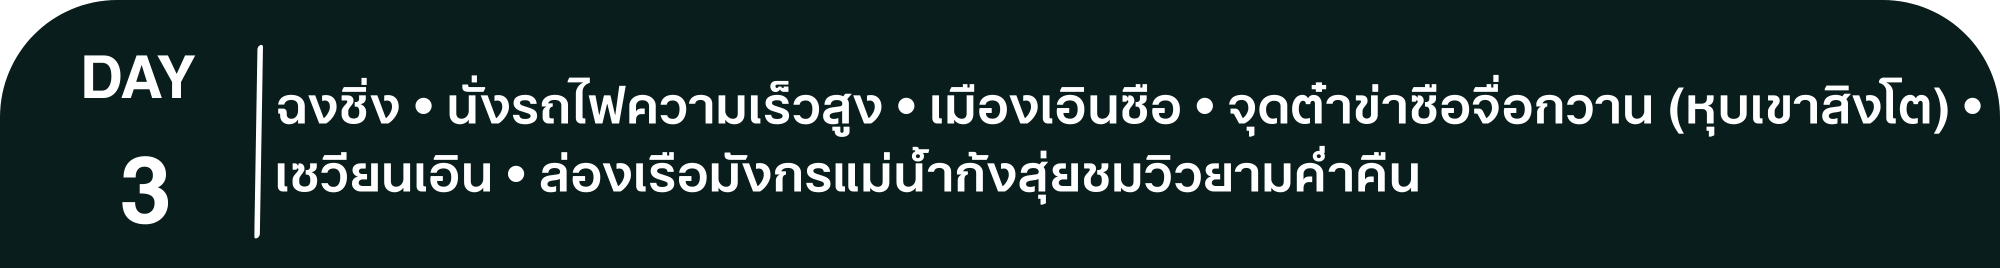 DAY
3
ฉงชิ่ง • นั่งรถไฟความเร็วสูง • เมืองเอินซือ • จุดต๋าข่าซือจื่อกวาน (หุบเขาสิงโต) •
เซวียนเอิน • ล่องเรือมังกรแม่น้ำก้งสุ่ยชมวิวยามค่ำคืน